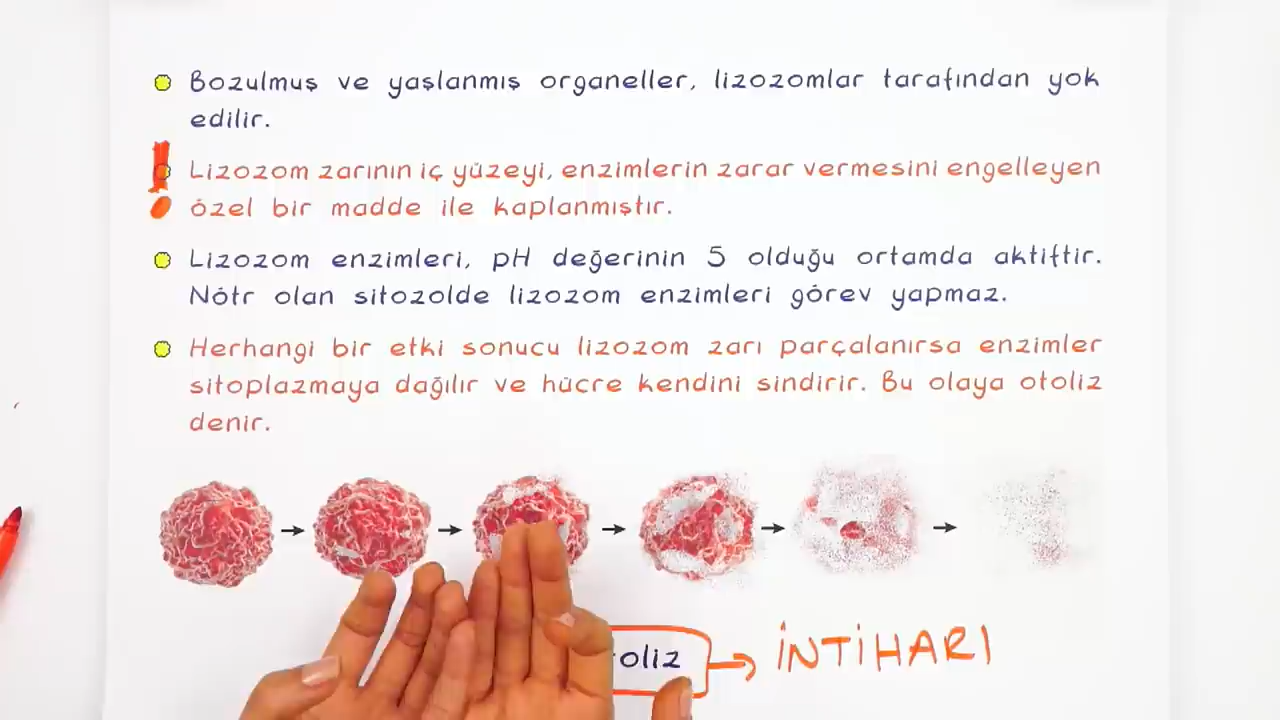 Bozulmuş ve yaşlanmış organeller, lizozomlar tarafından yok
edilir.
Lizozom zarının iç yüzeyi, enzimlerin zarar vermesini engelleyen
özel bir madde ile kaplanmıştır.
Lizozom enzimleri, pH değerinin 5 olduğu ortamda aktiftir.
Nötr olan sitozolde lizozom enzimleri görev yapmaz.
Herhangi bir etki sonucu lizozom zarı parçalanırsa enzimler
sitoplazmaya dağılır ve hücre kendini sindirir. Bu olaya otoliz
denir.
oliz → İNTİHARI